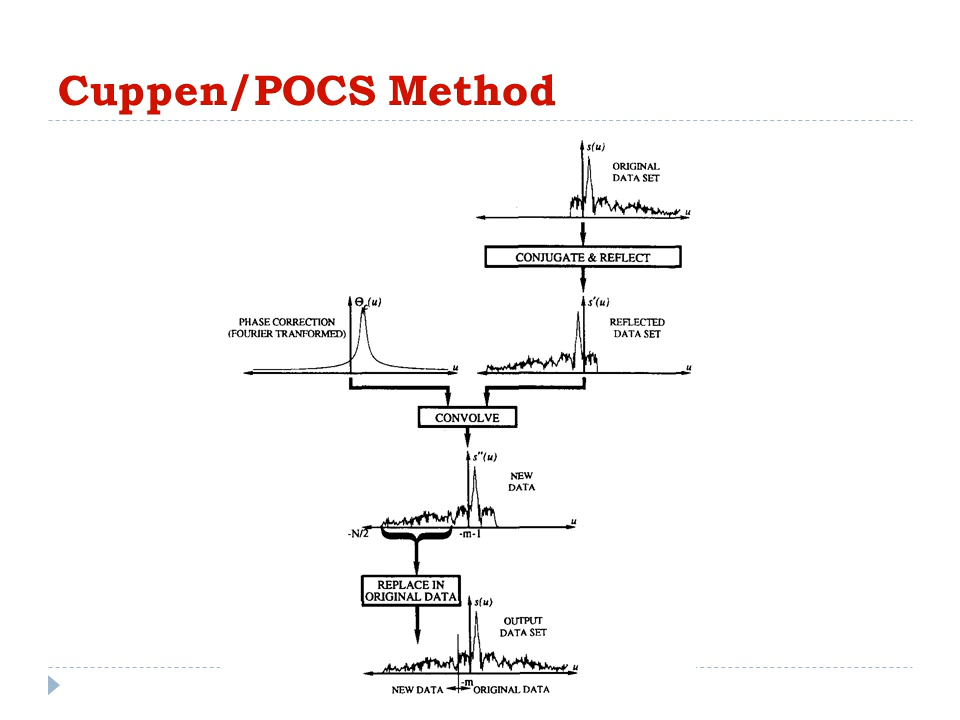 Cuppen/POCS Method
s(u)
ORIGINAL
DATA SET
u
CONJUGATE & REFLECT
Θc(u)
PHASE CORRECTION
(FOURIER TRANFORMED)
u
s'(u)
REFLECTED
DATA SET
u
CONVOLVE
s"(u)
NEW
DATA
u
-N/2
-m-1
REPLACE IN
ORIGINAL DATA
s(u)
OUTPUT
DATA SET
u
-m
NEW DATA
ORIGINAL DATA